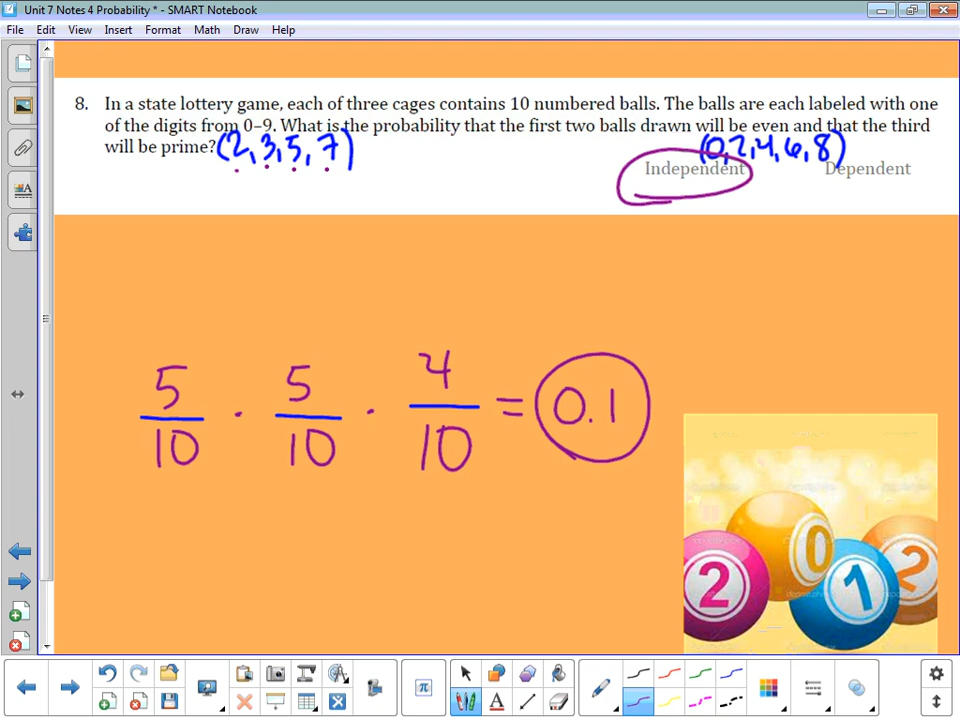 Unit 7 Notes 4 Probability * - SMART Notebook
File Edit View Insert Format Math Draw Help
8. In a state lottery game, each of three cages contains 10 numbered balls. The balls are each labeled with one
of the digits from 0–9. What is the probability that the first two balls drawn will be even and that the third
will be prime? (2, 3, 5, 7) (0, 2, 4, 6, 8)
Independent Dependent
5/10 · 5/10 · 4/10 = 0.1
2 0 1 2
π
A